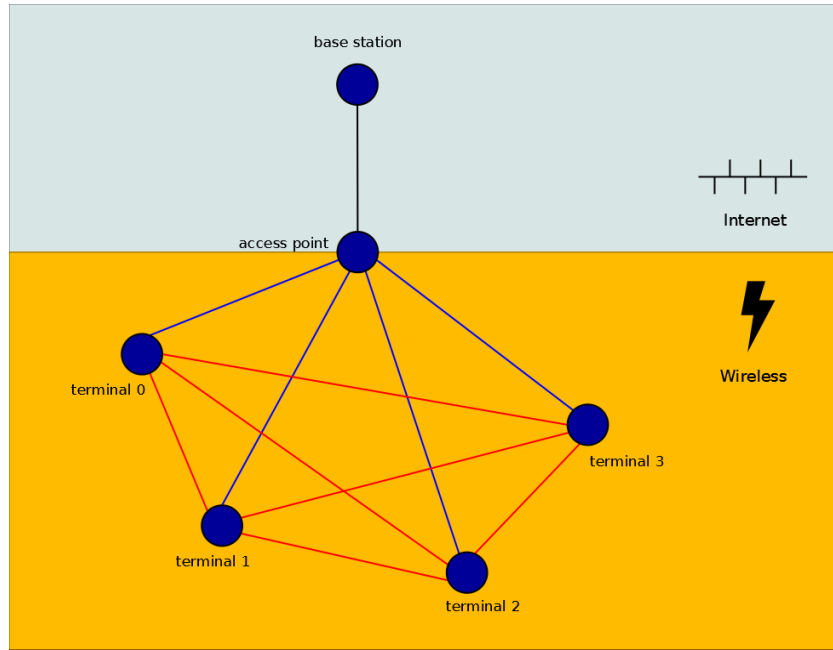 base station
Internet
access point
Wireless
terminal 0
terminal 3
terminal 1
terminal 2